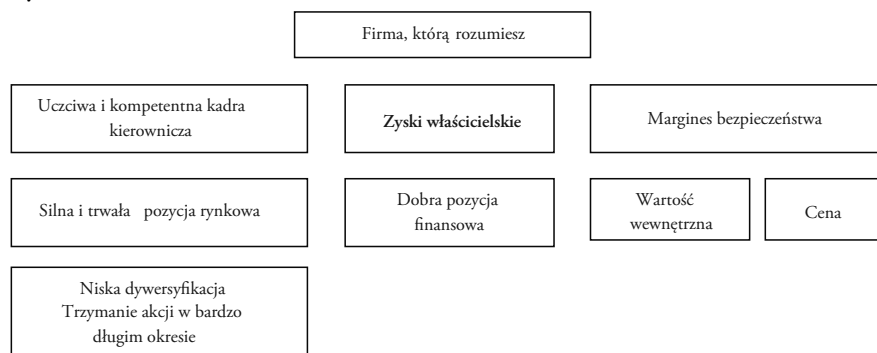 Firma, którą rozumiesz
Uczciwa i kompetentna kadra
kierownicza
Zyski właścicielskie
Margines bezpieczeństwa
Silna i trwała pozycja rynkowa
Dobra pozycja
finansowa
Wartość
wewnętrzna
Cena
Niska dywersyfikacja
Trzymanie akcji w bardzo
długim okresie